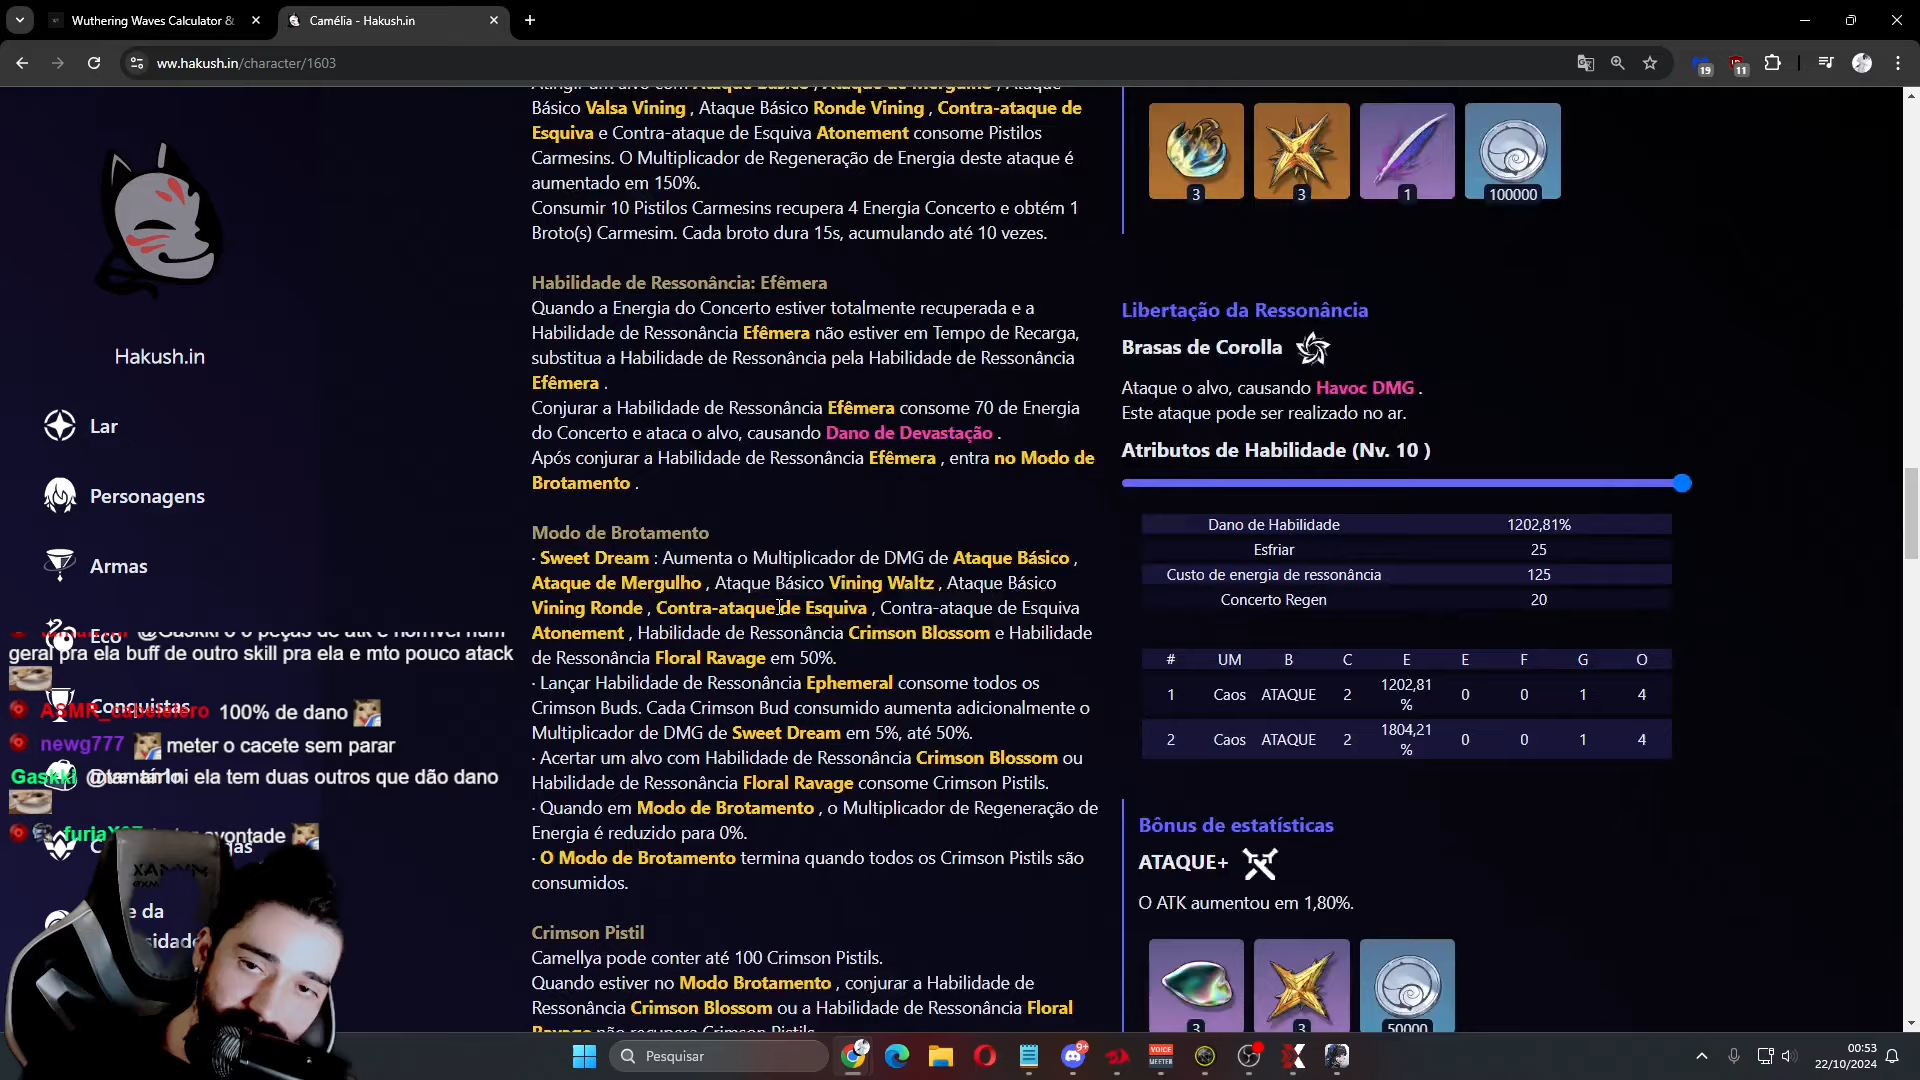 Wuthering Waves Calculator &
Camélia - Hakush.in
ww.hakush.in/character/1603
19
11
Básico Valsa Vining , Ataque Básico Ronde Vining , Contra-ataque de
Esquiva e Contra-ataque de Esquiva Atonement consome Pistilos
Carmesins. O Multiplicador de Regeneração de Energia deste ataque é
aumentado em 150%.
Consumir 10 Pistilos Carmesins recupera 4 Energia Concerto e obtém 1
Broto(s) Carmesim. Cada broto dura 15s, acumulando até 10 vezes.
Habilidade de Ressonância: Efêmera
Quando a Energia do Concerto estiver totalmente recuperada e a
Habilidade de Ressonância Efêmera não estiver em Tempo de Recarga,
substitua a Habilidade de Ressonância pela Habilidade de Ressonância
Efêmera .
Conjurar a Habilidade de Ressonância Efêmera consome 70 de Energia
do Concerto e ataca o alvo, causando Dano de Devastação .
Após conjurar a Habilidade de Ressonância Efêmera , entra no Modo de
Brotamento .
Modo de Brotamento
· Sweet Dream : Aumenta o Multiplicador de DMG de Ataque Básico ,
Ataque de Mergulho , Ataque Básico Vining Waltz , Ataque Básico
Vining Ronde , Contra-ataque de Esquiva , Contra-ataque de Esquiva
Atonement , Habilidade de Ressonância Crimson Blossom e Habilidade
de Ressonância Floral Ravage em 50%.
· Lançar Habilidade de Ressonância Ephemeral consome todos os
Crimson Buds. Cada Crimson Bud consumido aumenta adicionalmente o
Multiplicador de DMG de Sweet Dream em 5%, até 50%.
· Acertar um alvo com Habilidade de Ressonância Crimson Blossom ou
Habilidade de Ressonância Floral Ravage consome Crimson Pistils.
· Quando em Modo de Brotamento , o Multiplicador de Regeneração de
Energia é reduzido para 0%.
· O Modo de Brotamento termina quando todos os Crimson Pistils são
consumidos.
Crimson Pistil
Camellya pode conter até 100 Crimson Pistils.
Quando estiver no Modo Brotamento , conjurar a Habilidade de
Ressonância Crimson Blossom ou a Habilidade de Ressonância Floral
Ravage não recupera Crimson Pistils
3
3
1
100000
Libertação da Ressonância
Brasas de Corolla
Ataque o alvo, causando Havoc DMG .
Este ataque pode ser realizado no ar.
Atributos de Habilidade (Nv. 10 )
Dano de Habilidade 1202,81%
Esfriar 25
Custo de energia de ressonância 125
Concerto Regen 20
# UM B C E E F G O
1 Caos ATAQUE 2 1202,81 % 0 0 1 4
2 Caos ATAQUE 2 1804,21 % 0 0 1 4
Bônus de estatísticas
ATAQUE+
O ATK aumentou em 1,80%.
3
3
50000
Hakush.in
Lar
Personagens
Armas
Eco
Conquistas
geral pra ela buff de outro skill pra ela e mto pouco atack
ASMR_cabeleiero 100% de dano
newg777 meter o cacete sem parar
Gaskki ela tem duas outros que dão dano
vontade
e da
Pesquisar
9+
VOICE
MEETER
00:53
22/10/2024